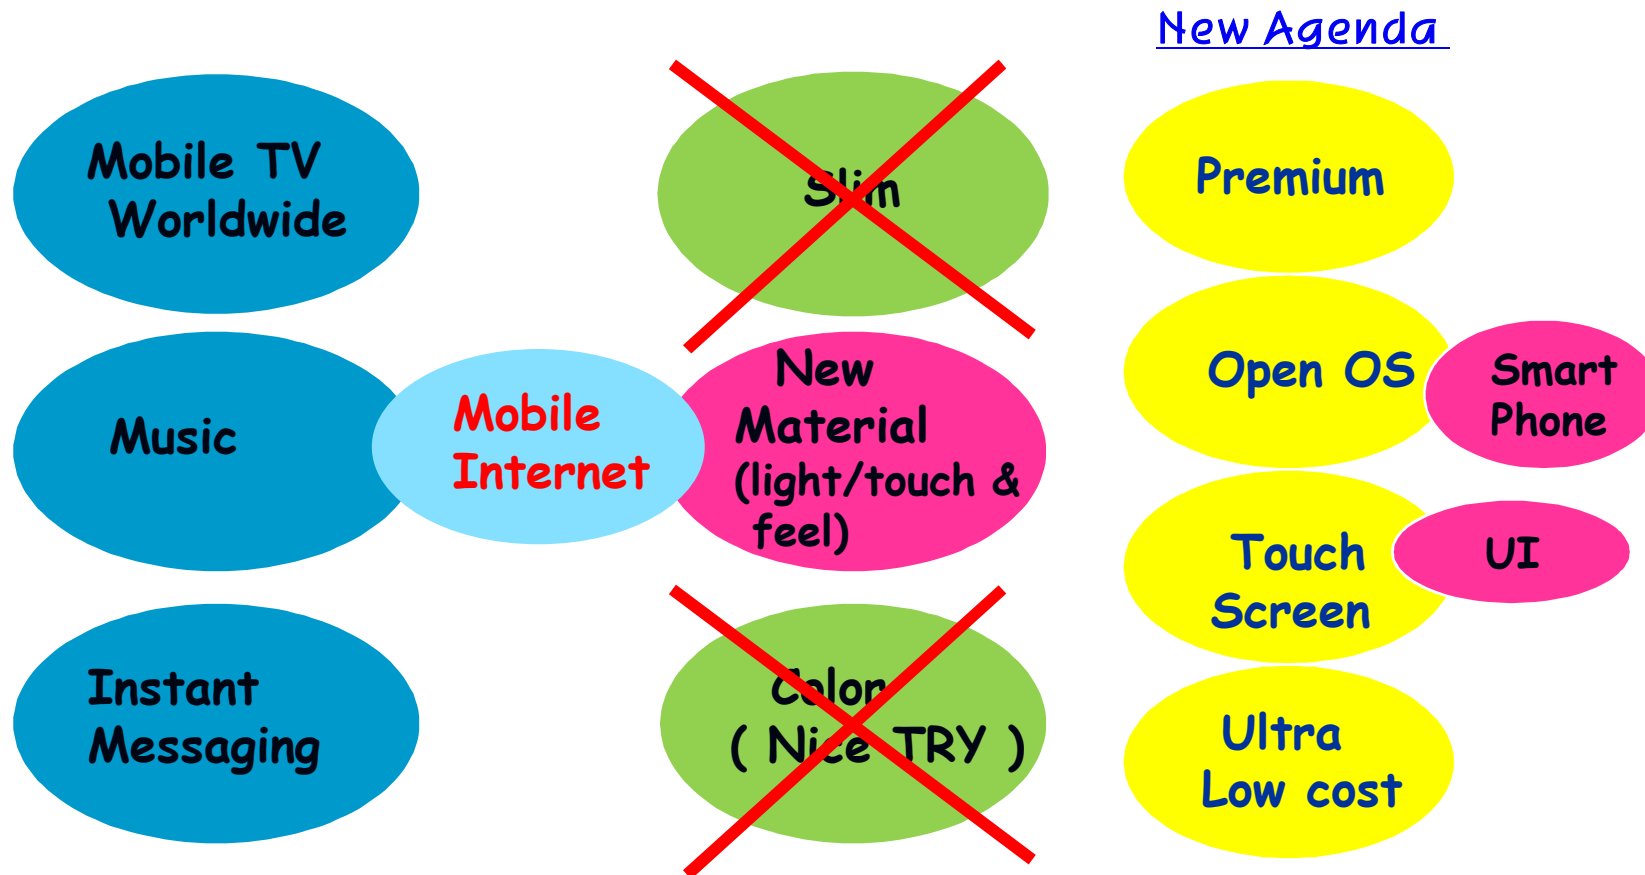 New Agenda
Mobile TV
Worldwide
Slim
Premium
Music
Mobile
Internet
New
Material
(light/touch &
feel)
Open OS
Smart
Phone
Touch
Screen
UI
Instant
Messaging
Color
( Nice TRY )
Ultra
Low cost